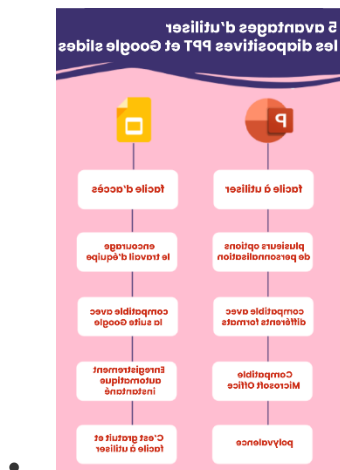 5 avantages d'utiliser
les diapositives PPT et Google slides
P
facile à utiliser
plusieurs options
de personnalisation
compatible avec
différents formats
Compatible
Microsoft Office
polyvalence
facile d'accès
encourage
le travail d'équipe
compatible avec
la suite Google
Enregistrement
automatique
instantané
C'est gratuit et
facile à utiliser